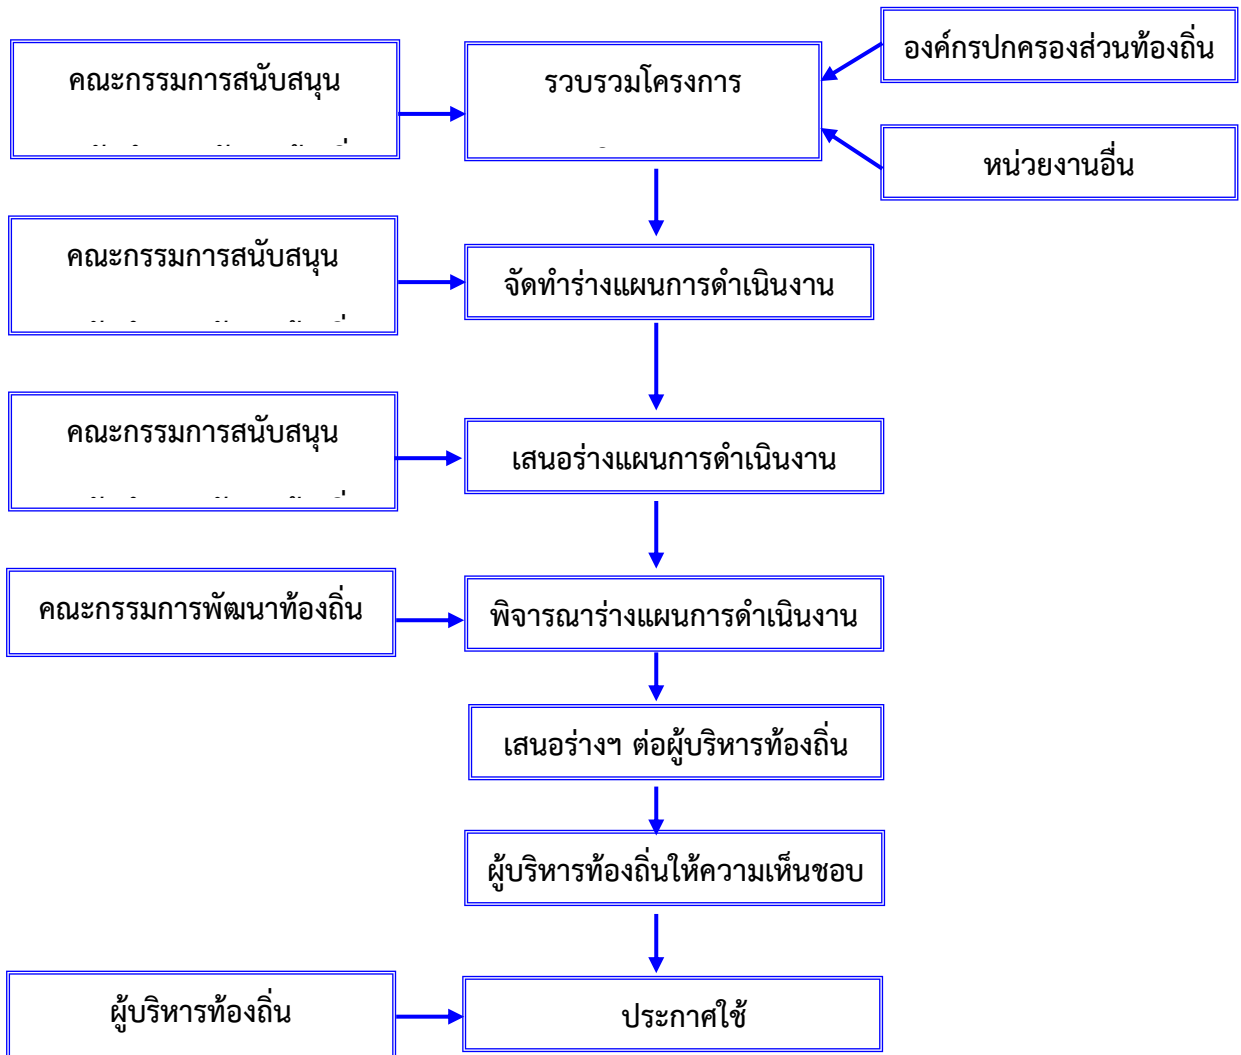 องค์กรปกครองส่วนท้องถิ่น
คณะกรรมการสนับสนุน
รวบรวมโครงการ
หน่วยงานอื่น
คณะกรรมการสนับสนุน
จัดทำร่างแผนการดำเนินงาน
คณะกรรมการสนับสนุน
เสนอร่างแผนการดำเนินงาน
คณะกรรมการพัฒนาท้องถิ่น
พิจารณาร่างแผนการดำเนินงาน
เสนอร่างฯ ต่อผู้บริหารท้องถิ่น
ผู้บริหารท้องถิ่นให้ความเห็นชอบ
ผู้บริหารท้องถิ่น
ประกาศใช้